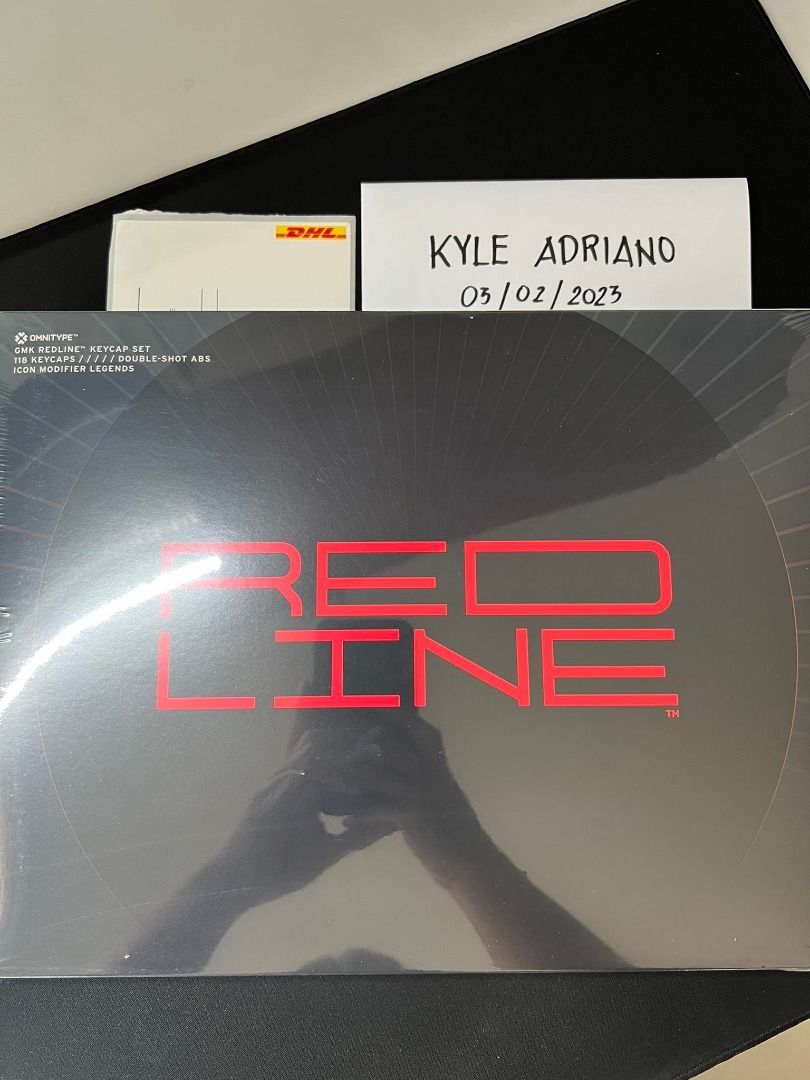 DHL
KYLE ADRIANO
03/02/2023
OMNITYPE™
GMK REDLINE™ KEYCAP SET
118 KEYCAPS ///// DOUBLE-SHOT ABS
ICON MODIFIER LEGENDS
RED
LINE™